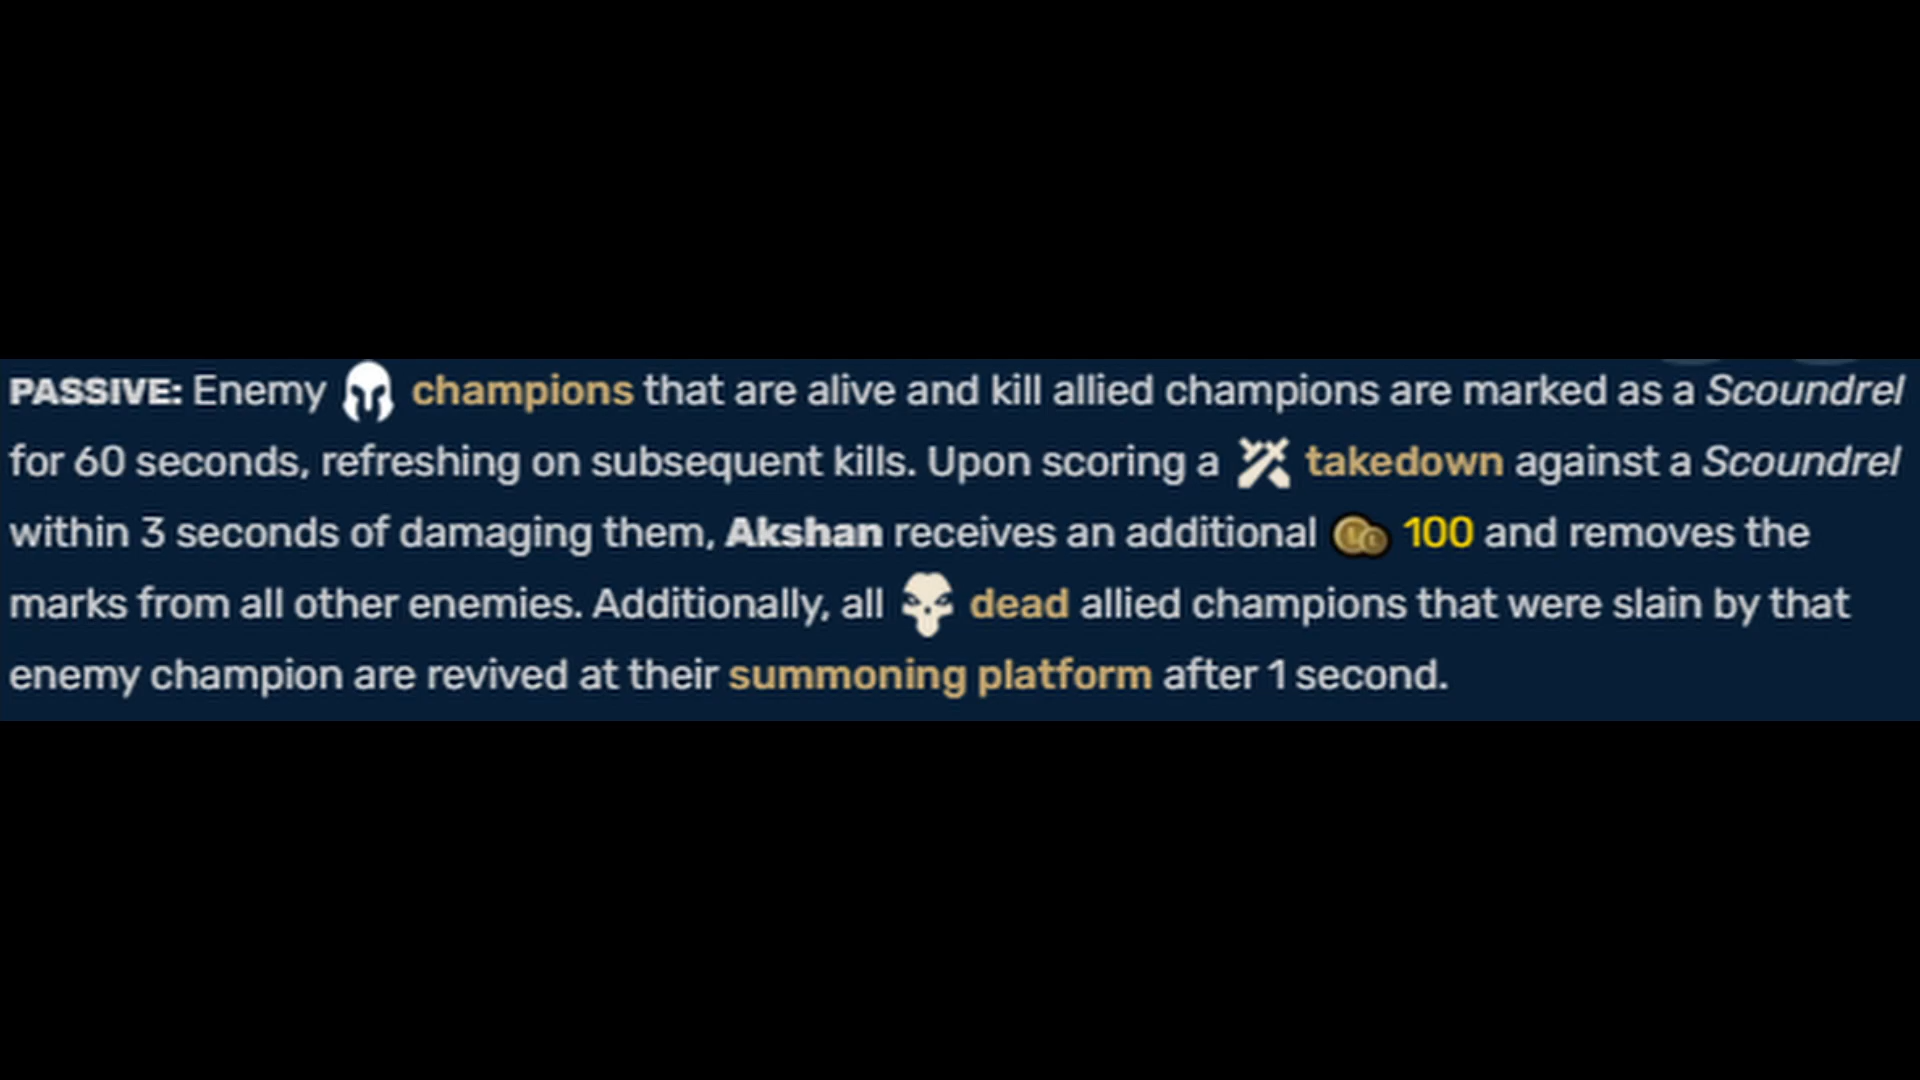 PASSIVE: Enemy champions that are alive and kill allied champions are marked as a Scoundrel
for 60 seconds, refreshing on subsequent kills. Upon scoring a takedown against a Scoundrel
within 3 seconds of damaging them, Akshan receives an additional 100 and removes the
marks from all other enemies. Additionally, all dead allied champions that were slain by that
enemy champion are revived at their summoning platform after 1 second.